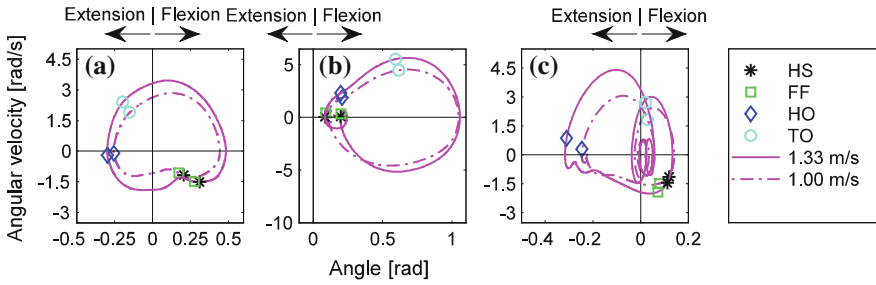 Extension | Flexion Extension | Flexion Extension | Flexion
Angular velocity [rad/s]
4.5
3
1.5
0
-1.5
-3
(a)
-0.5 -0.25 0 0.25 0.5
5
0
-5
-10
(b)
0 0.5 1
4.5
3
1.5
0
-1.5
-3
(c)
-0.4 -0.2 0 0.2
Angle [rad]
HS
FF
HO
TO
1.33 m/s
1.00 m/s